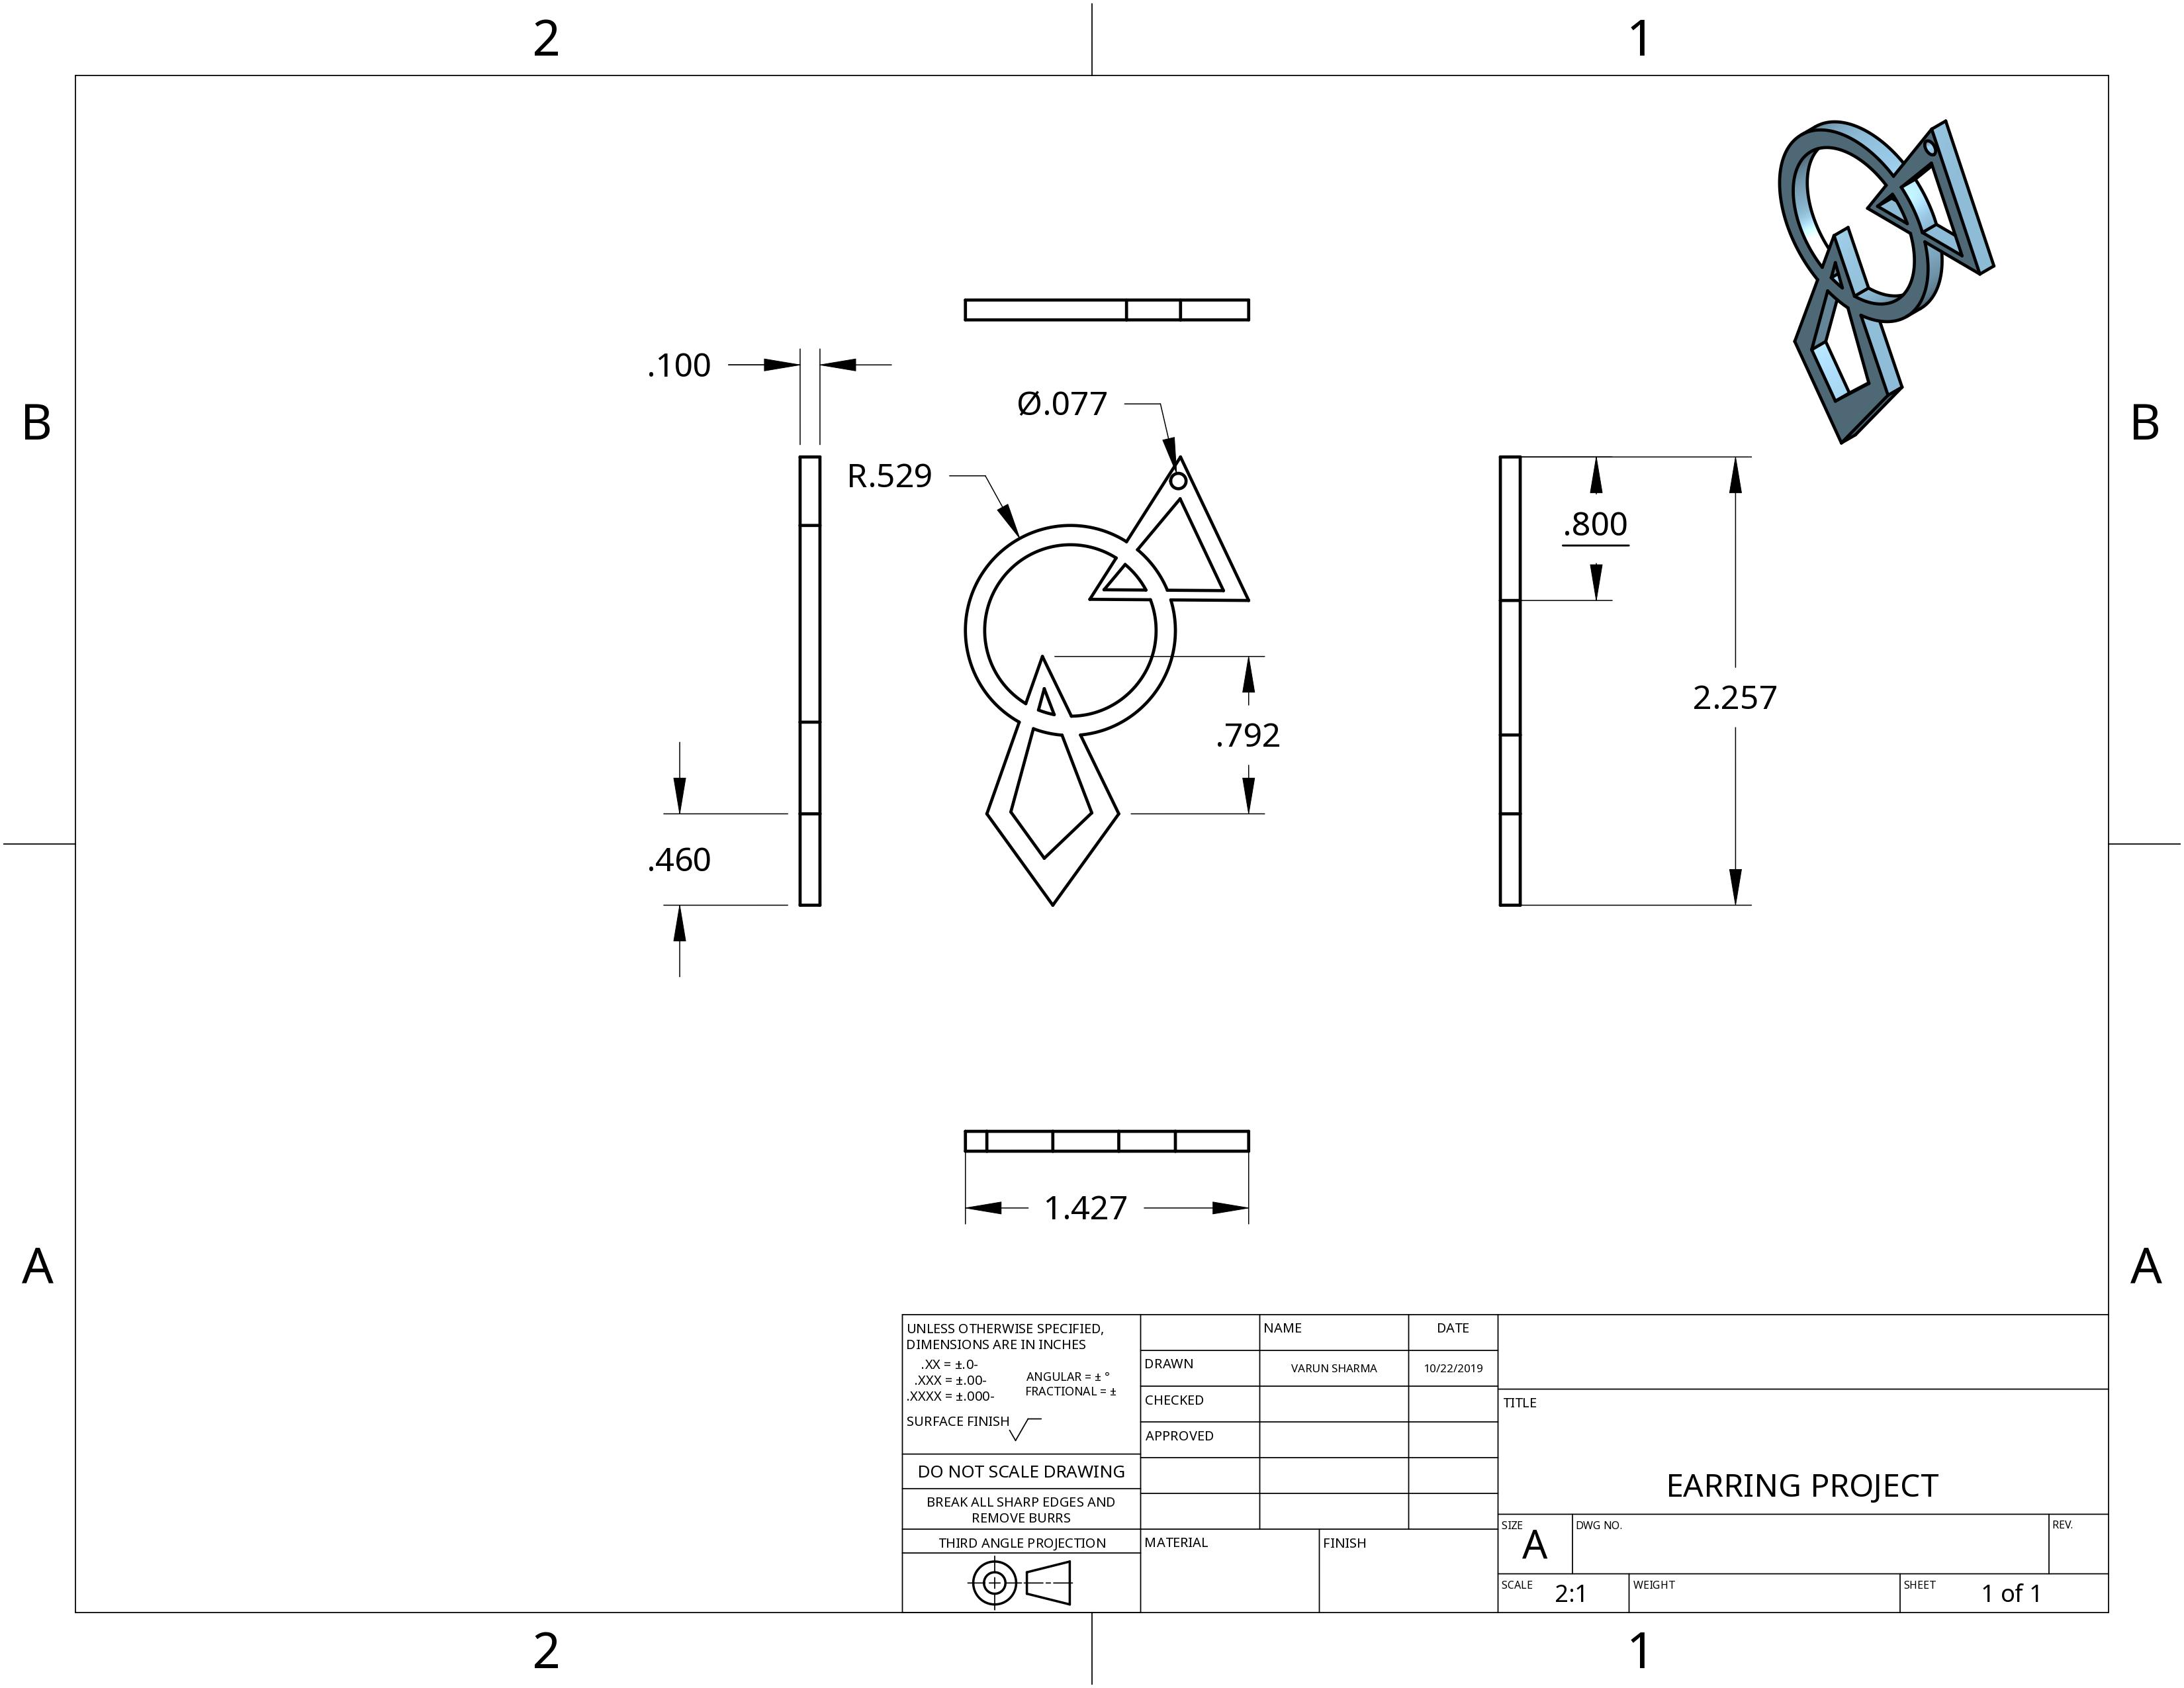 2 1
B B
.100
Ø.077
R.529
.800
2.257
.792
.460
A A
1.427
UNLESS OTHERWISE SPECIFIED,
DIMENSIONS ARE IN INCHES
.XX = ±.0-
.XXX = ±.00-
.XXXX = ±.000-
ANGULAR = ± °
FRACTIONAL = ±
SURFACE FINISH
DO NOT SCALE DRAWING
BREAK ALL SHARP EDGES AND
REMOVE BURRS
THIRD ANGLE PROJECTION
NAME DATE
DRAWN VARUN SHARMA 10/22/2019
CHECKED
APPROVED
MATERIAL FINISH
TITLE
EARRING PROJECT
SIZE A DWG NO. REV.
SCALE 2:1 WEIGHT SHEET 1 of 1
2 1